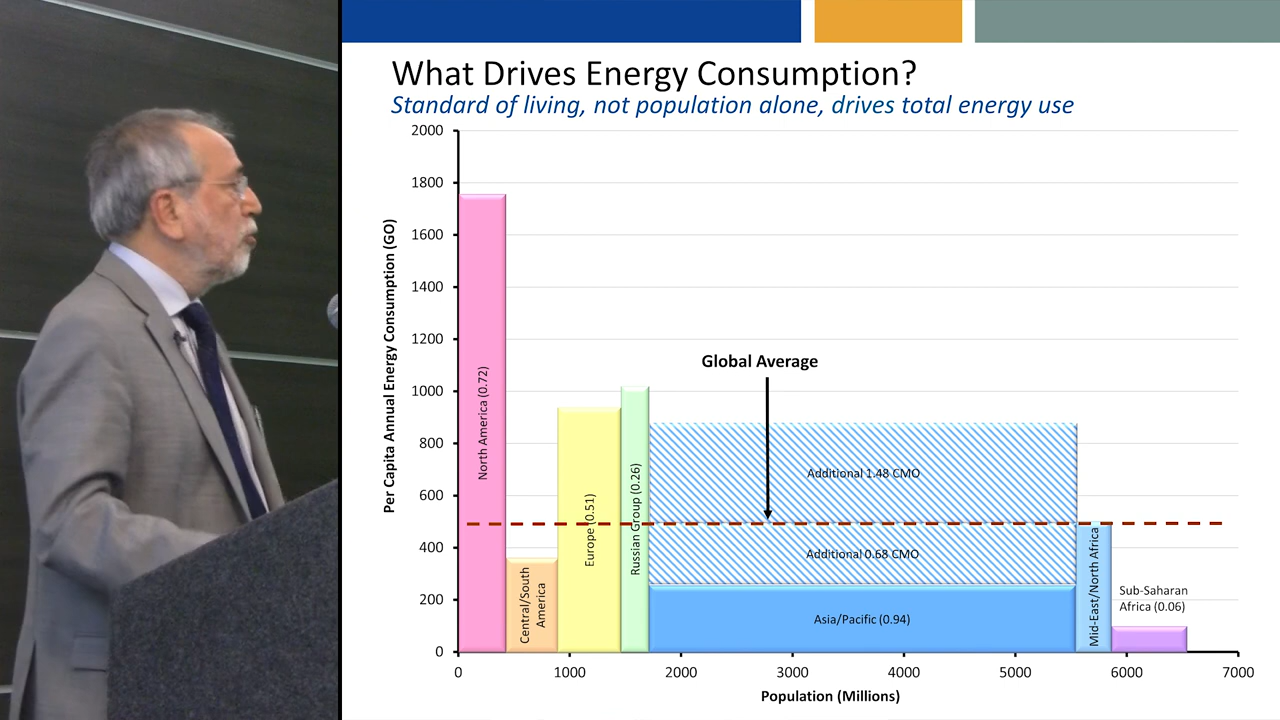 What Drives Energy Consumption?
Standard of living, not population alone, drives total energy use
Per Capita Annual Energy Consumption (GO)
2000
1800
1600
1400
1200
1000
800
600
400
200
0
North America (0.72)
Central/South
America
Europe (0.51)
Russian Group (0.26)
Global Average
Additional 1.48 CMO
Additional 0.68 CMO
Asia/Pacific (0.94)
Mid-East/North Africa
Sub-Saharan
Africa (0.06)
0
1000
2000
3000
4000
5000
6000
7000
Population (Millions)